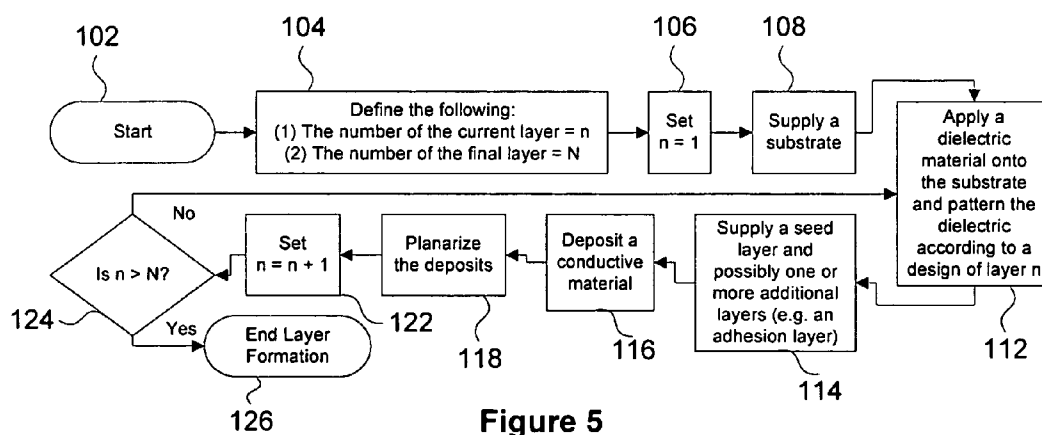 102
104
106
108
Start
Define the following:
(1) The number of the current layer = n
(2) The number of the final layer = N
Set
n = 1
Supply a
substrate
Apply a
dielectric
material onto
the substrate
and pattern the
dielectric
according to a
design of layer n
112
Supply a seed
layer and
possibly one or
more additional
layers (e.g. an
adhesion layer)
114
Deposit a
conductive
material
116
Planarize
the deposits
118
Set
n = n + 1
122
Is n > N?
124
No
Yes
End Layer
Formation
126
Figure 5